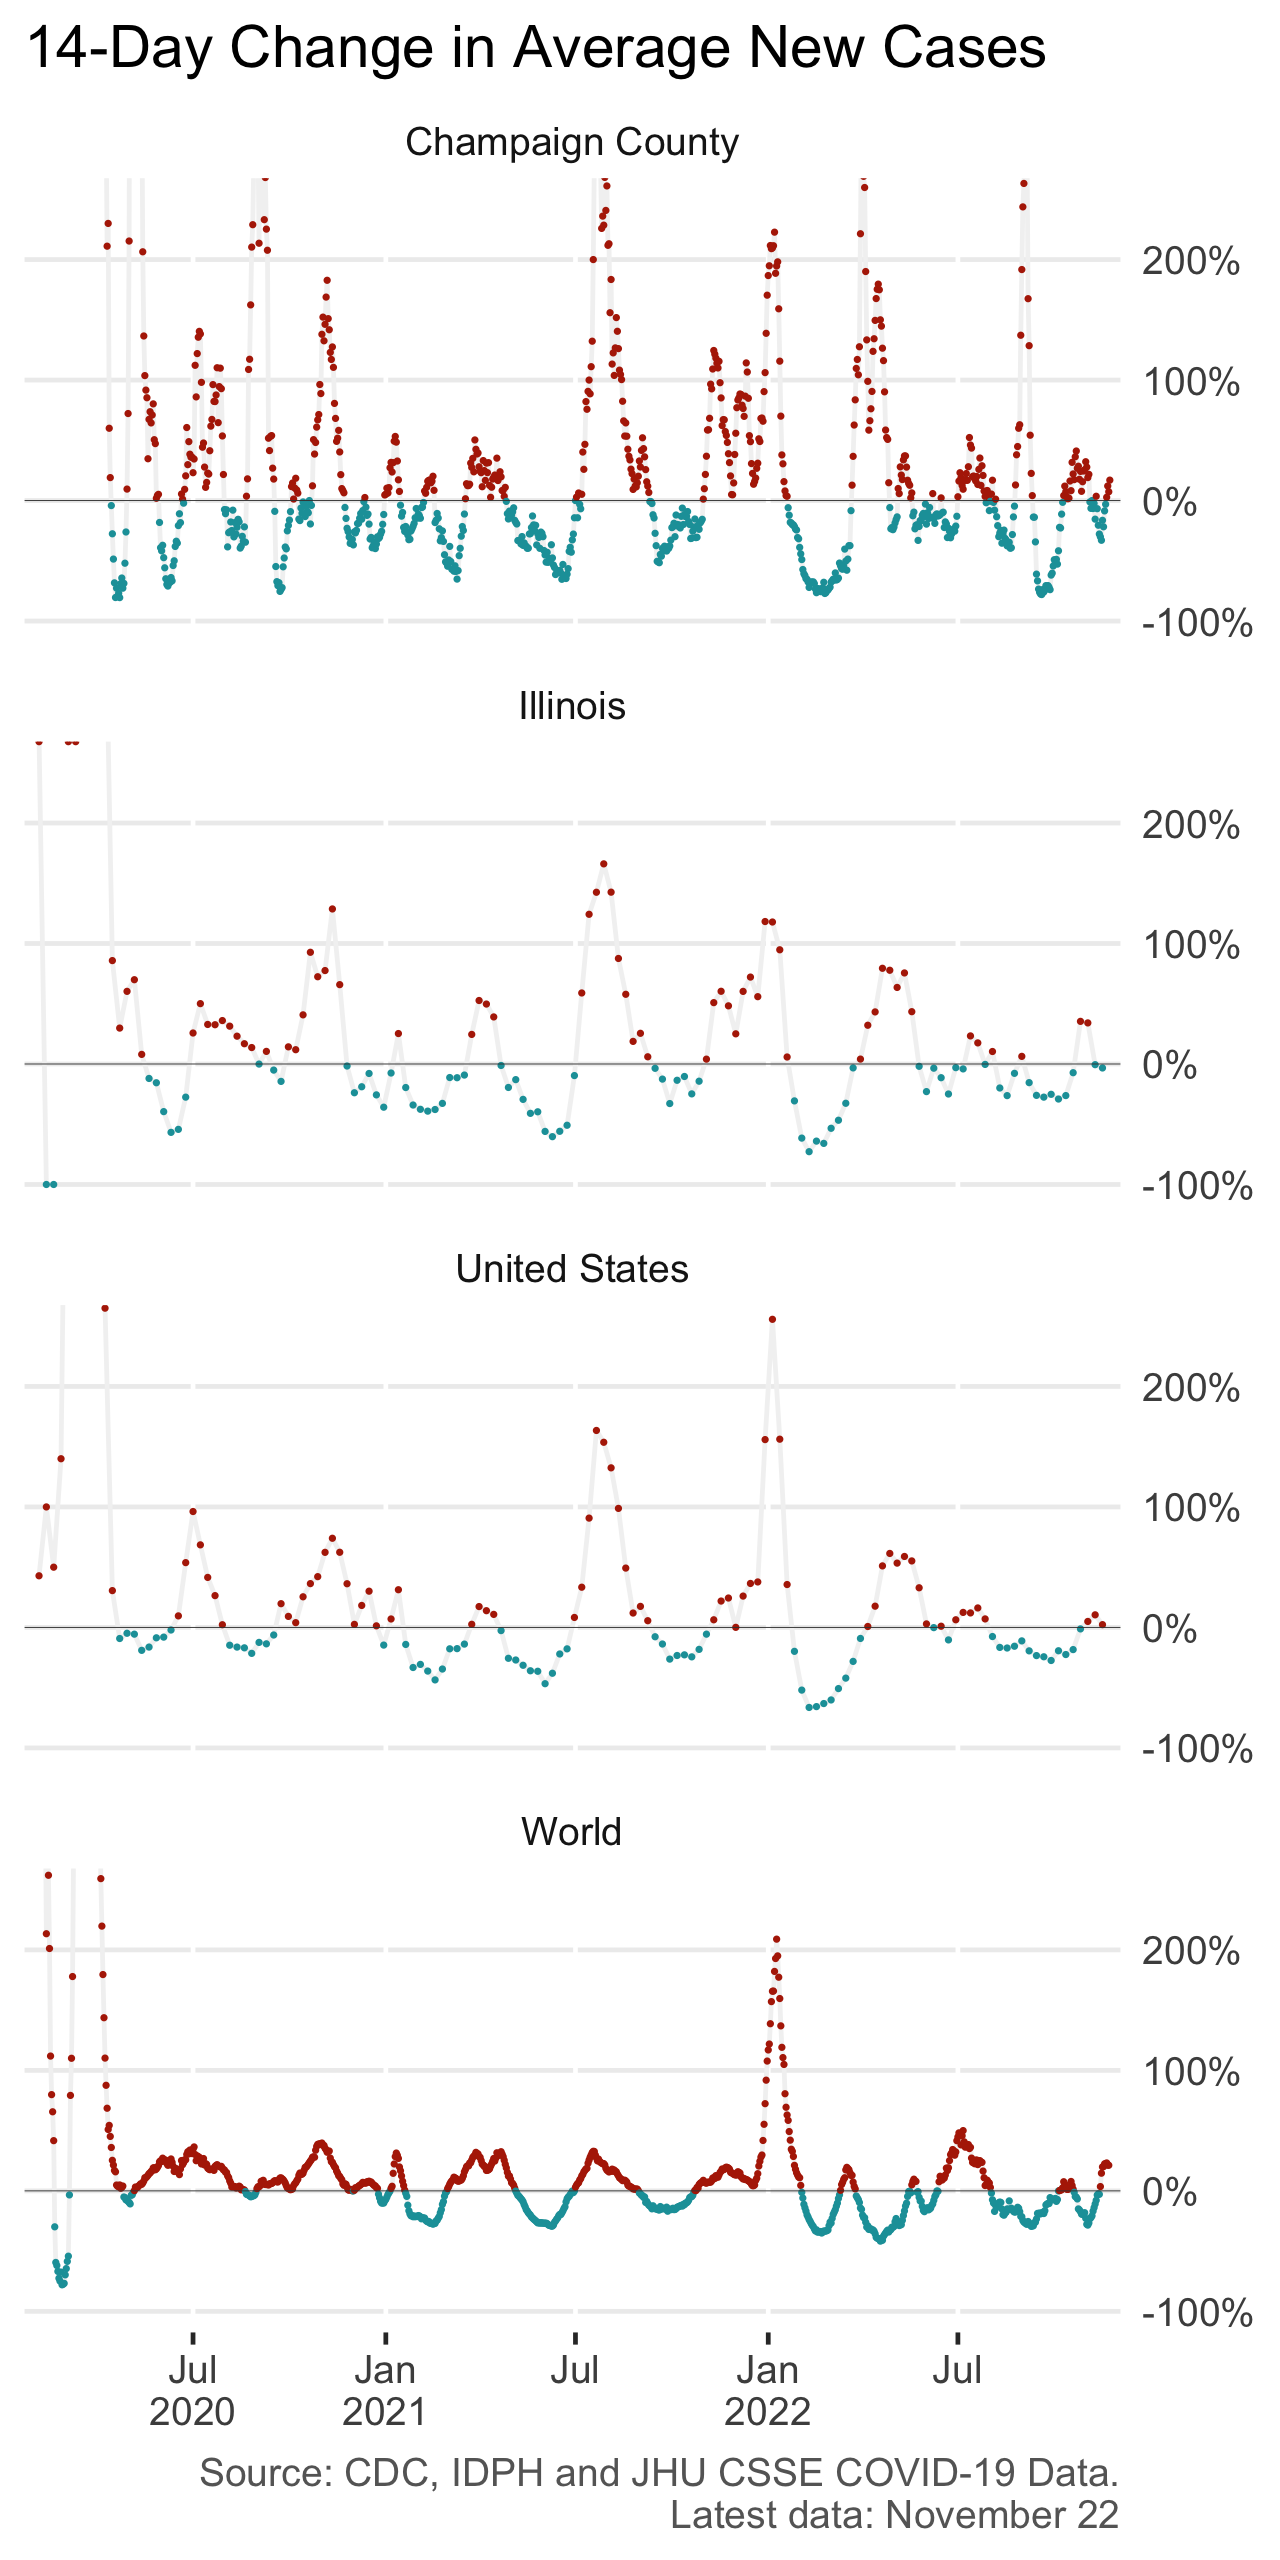 14-Day Change in Average New Cases
Champaign County
200%
100%
0%
-100%
Illinois
200%
100%
0%
-100%
United States
200%
100%
0%
-100%
World
200%
100%
0%
-100%
Jul Jan Jul Jan Jul
2020 2021 2022
Source: CDC, IDPH and JHU CSSE COVID-19 Data.
Latest data: November 22